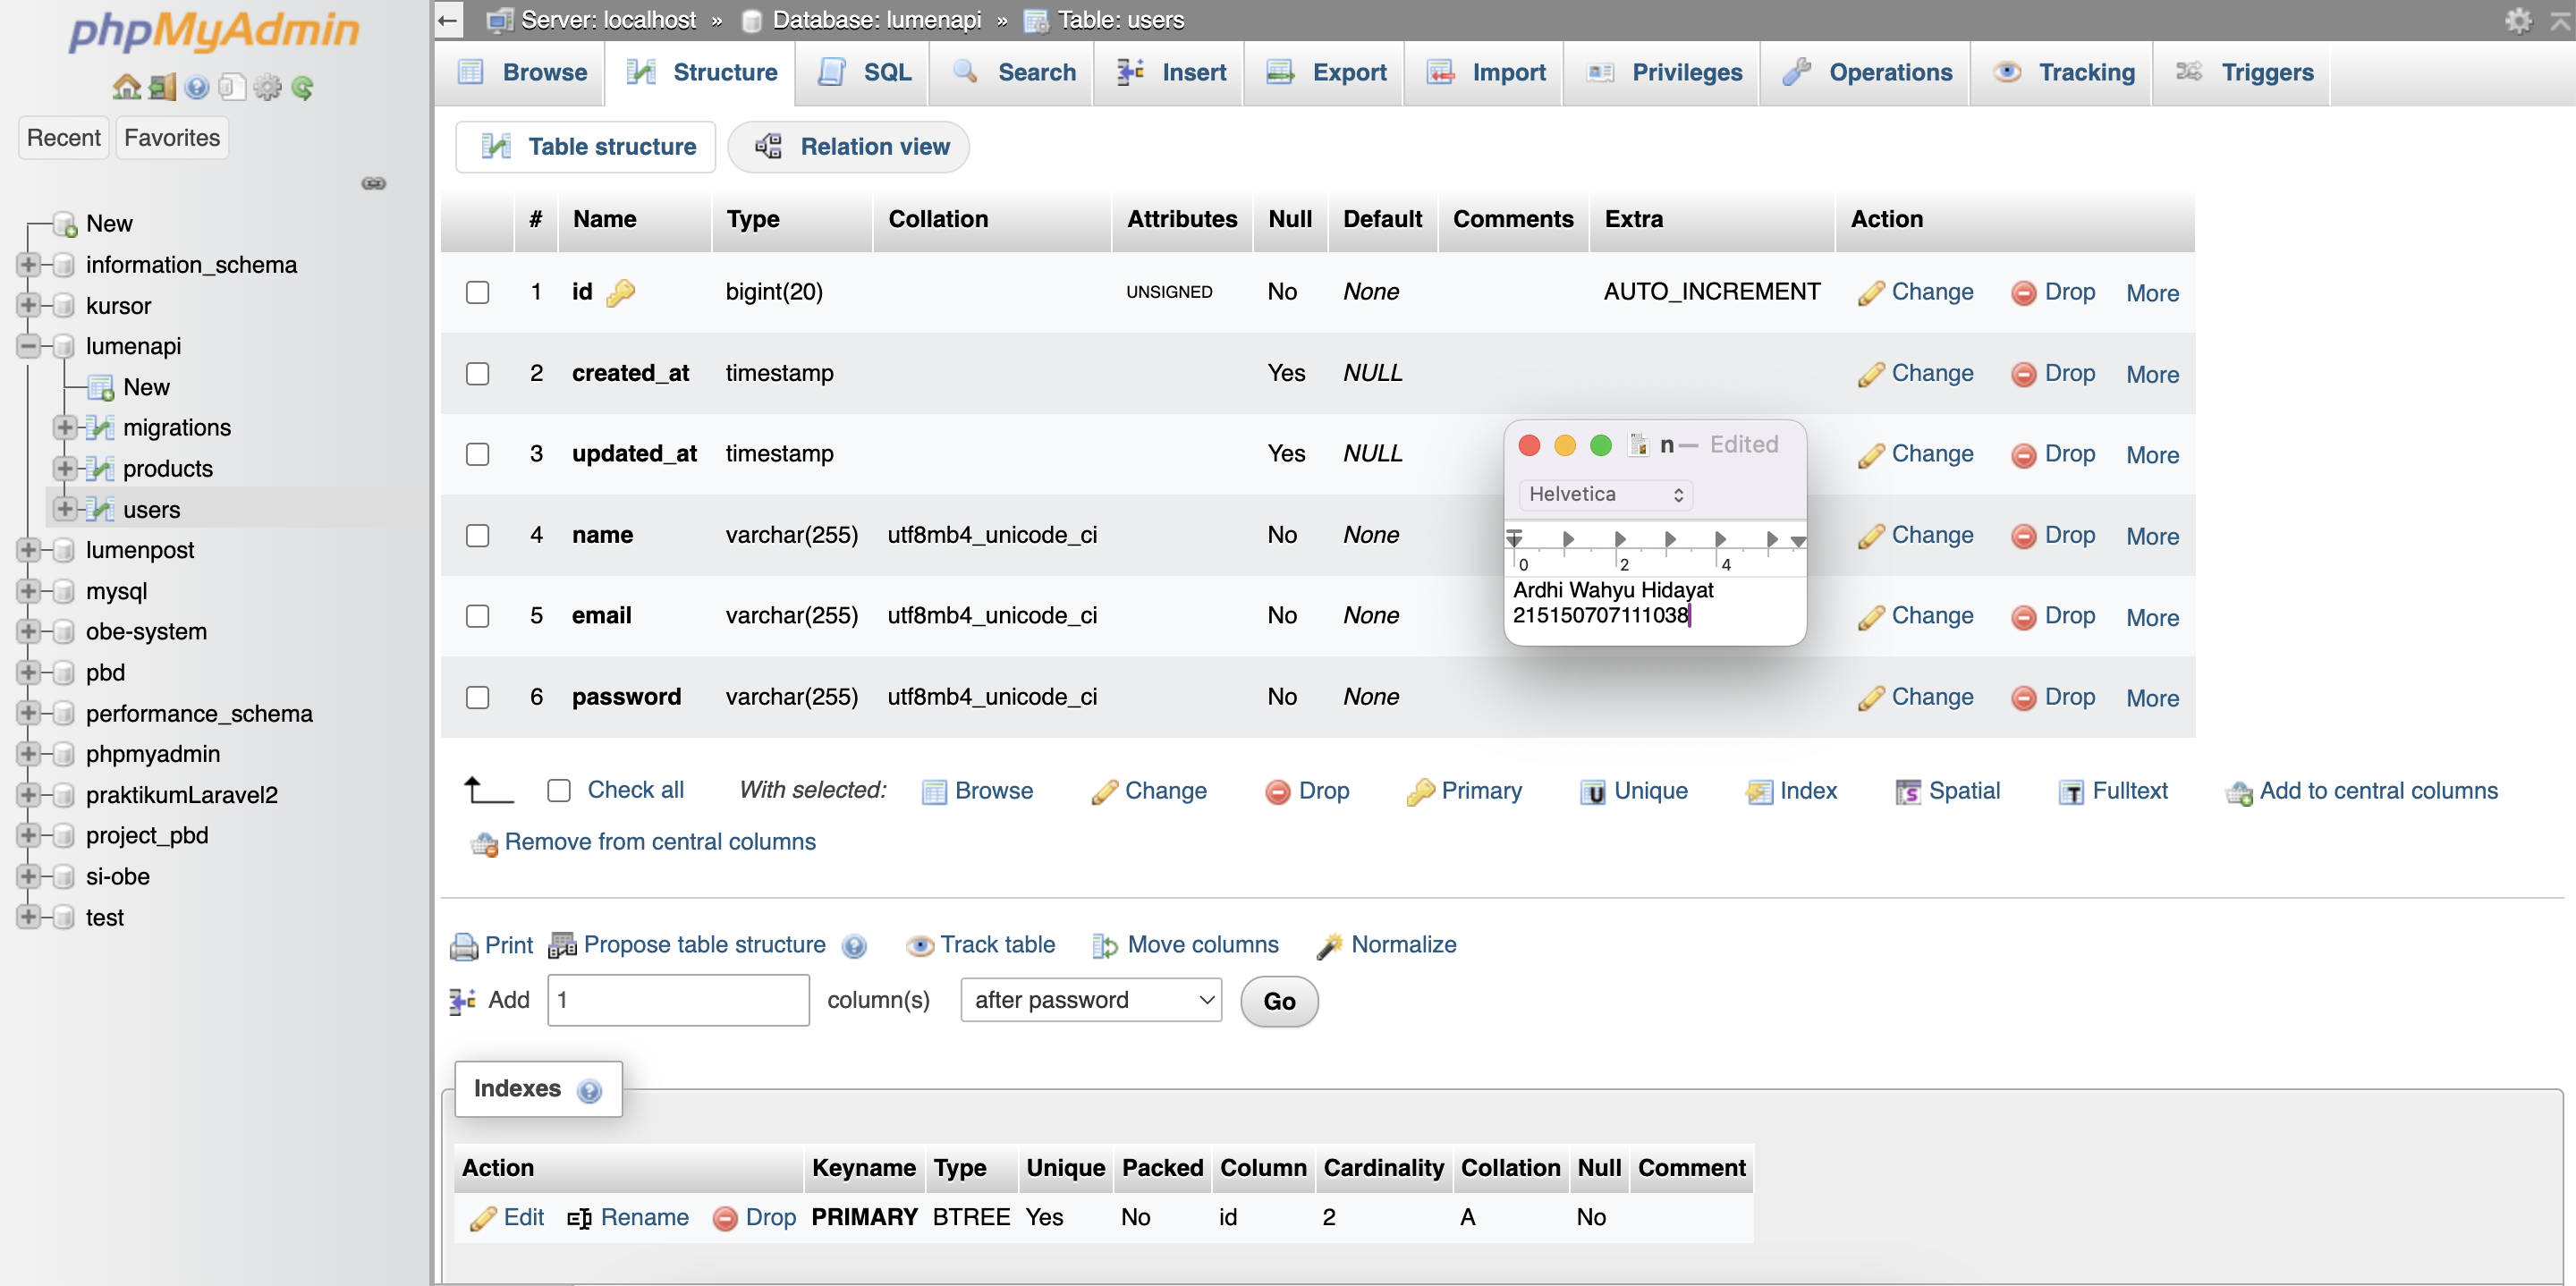 phpMyAdmin
Recent Favorites
New
information_schema
kursor
lumenapi
New
migrations
products
users
lumenpost
mysql
obe-system
pbd
performance_schema
phpmyadmin
praktikumLaravel2
project_pbd
si-obe
test
Server: localhost » Database: lumenapi » Table: users
Browse Structure SQL Search Insert Export Import Privileges Operations Tracking Triggers
Table structure Relation view
# Name Type Collation Attributes Null Default Comments Extra Action
1 id bigint(20) UNSIGNED No None AUTO_INCREMENT Change Drop More
2 created_at timestamp Yes NULL Change Drop More
3 updated_at timestamp Yes NULL Change Drop More
4 name varchar(255) utf8mb4_unicode_ci No None Change Drop More
5 email varchar(255) utf8mb4_unicode_ci No None Change Drop More
6 password varchar(255) utf8mb4_unicode_ci No None Change Drop More
n — Edited
Helvetica
0 2 4
Ardhi Wahyu Hidayat
215150707111038
Check all With selected: Browse Change Drop Primary Unique Index Spatial Fulltext Add to central columns
Remove from central columns
Print Propose table structure Track table Move columns Normalize
Add 1 column(s) after password Go
Indexes
Action Keyname Type Unique Packed Column Cardinality Collation Null Comment
Edit Rename Drop PRIMARY BTREE Yes No id 2 A No